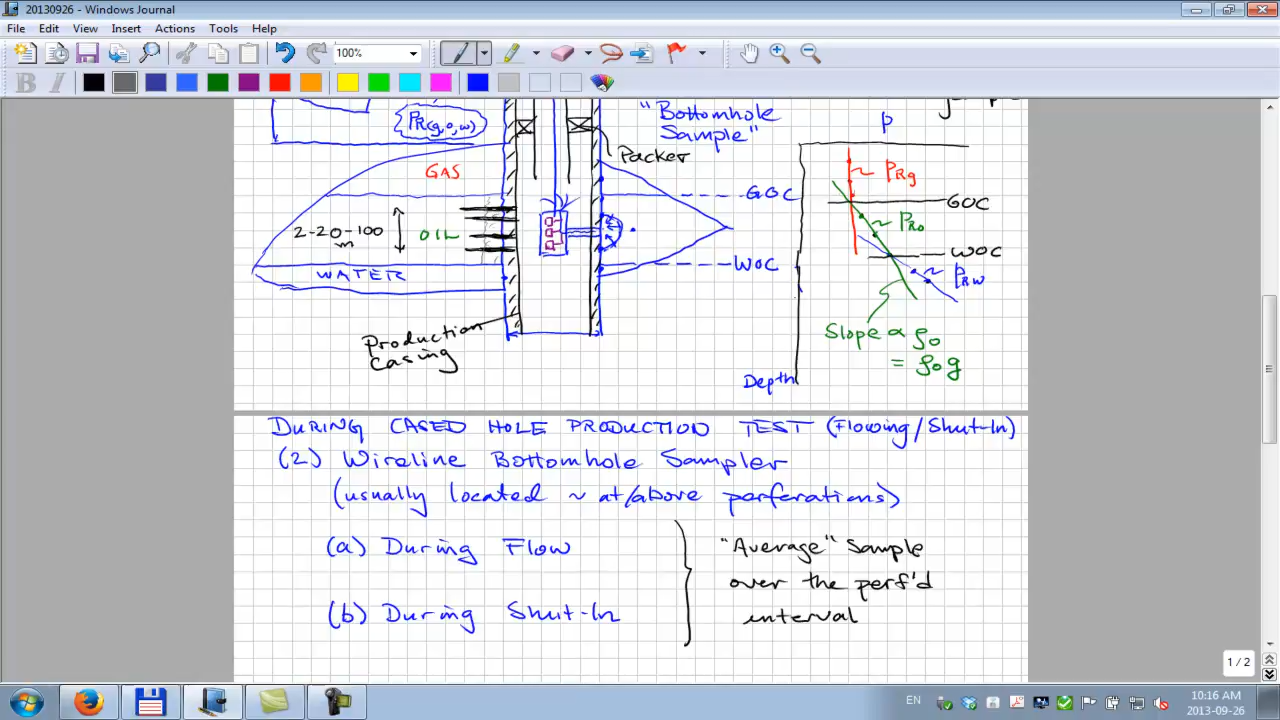 20130926 - Windows Journal
File Edit View Insert Actions Tools Help
100%
B I U
PR(g,o,w)
"Bottomhole
Sample"
Packer
GAS
2-20-100
m
OIL
WATER
GOC
WOC
Production
Casing
P
PRg
GOC
PRo
WOC
PRw
Slope ∝ ρo
= ρog
Depth
DURING CASED HOLE PRODUCTION TEST (Flowing/Shut-In)
(2) Wireline Bottomhole Sampler
(usually located ~ at/above perforations)
(a) During Flow
(b) During Shut-In
"Average" Sample
over the perf'd
interval
1 / 2
EN
10:16 AM
2013-09-26